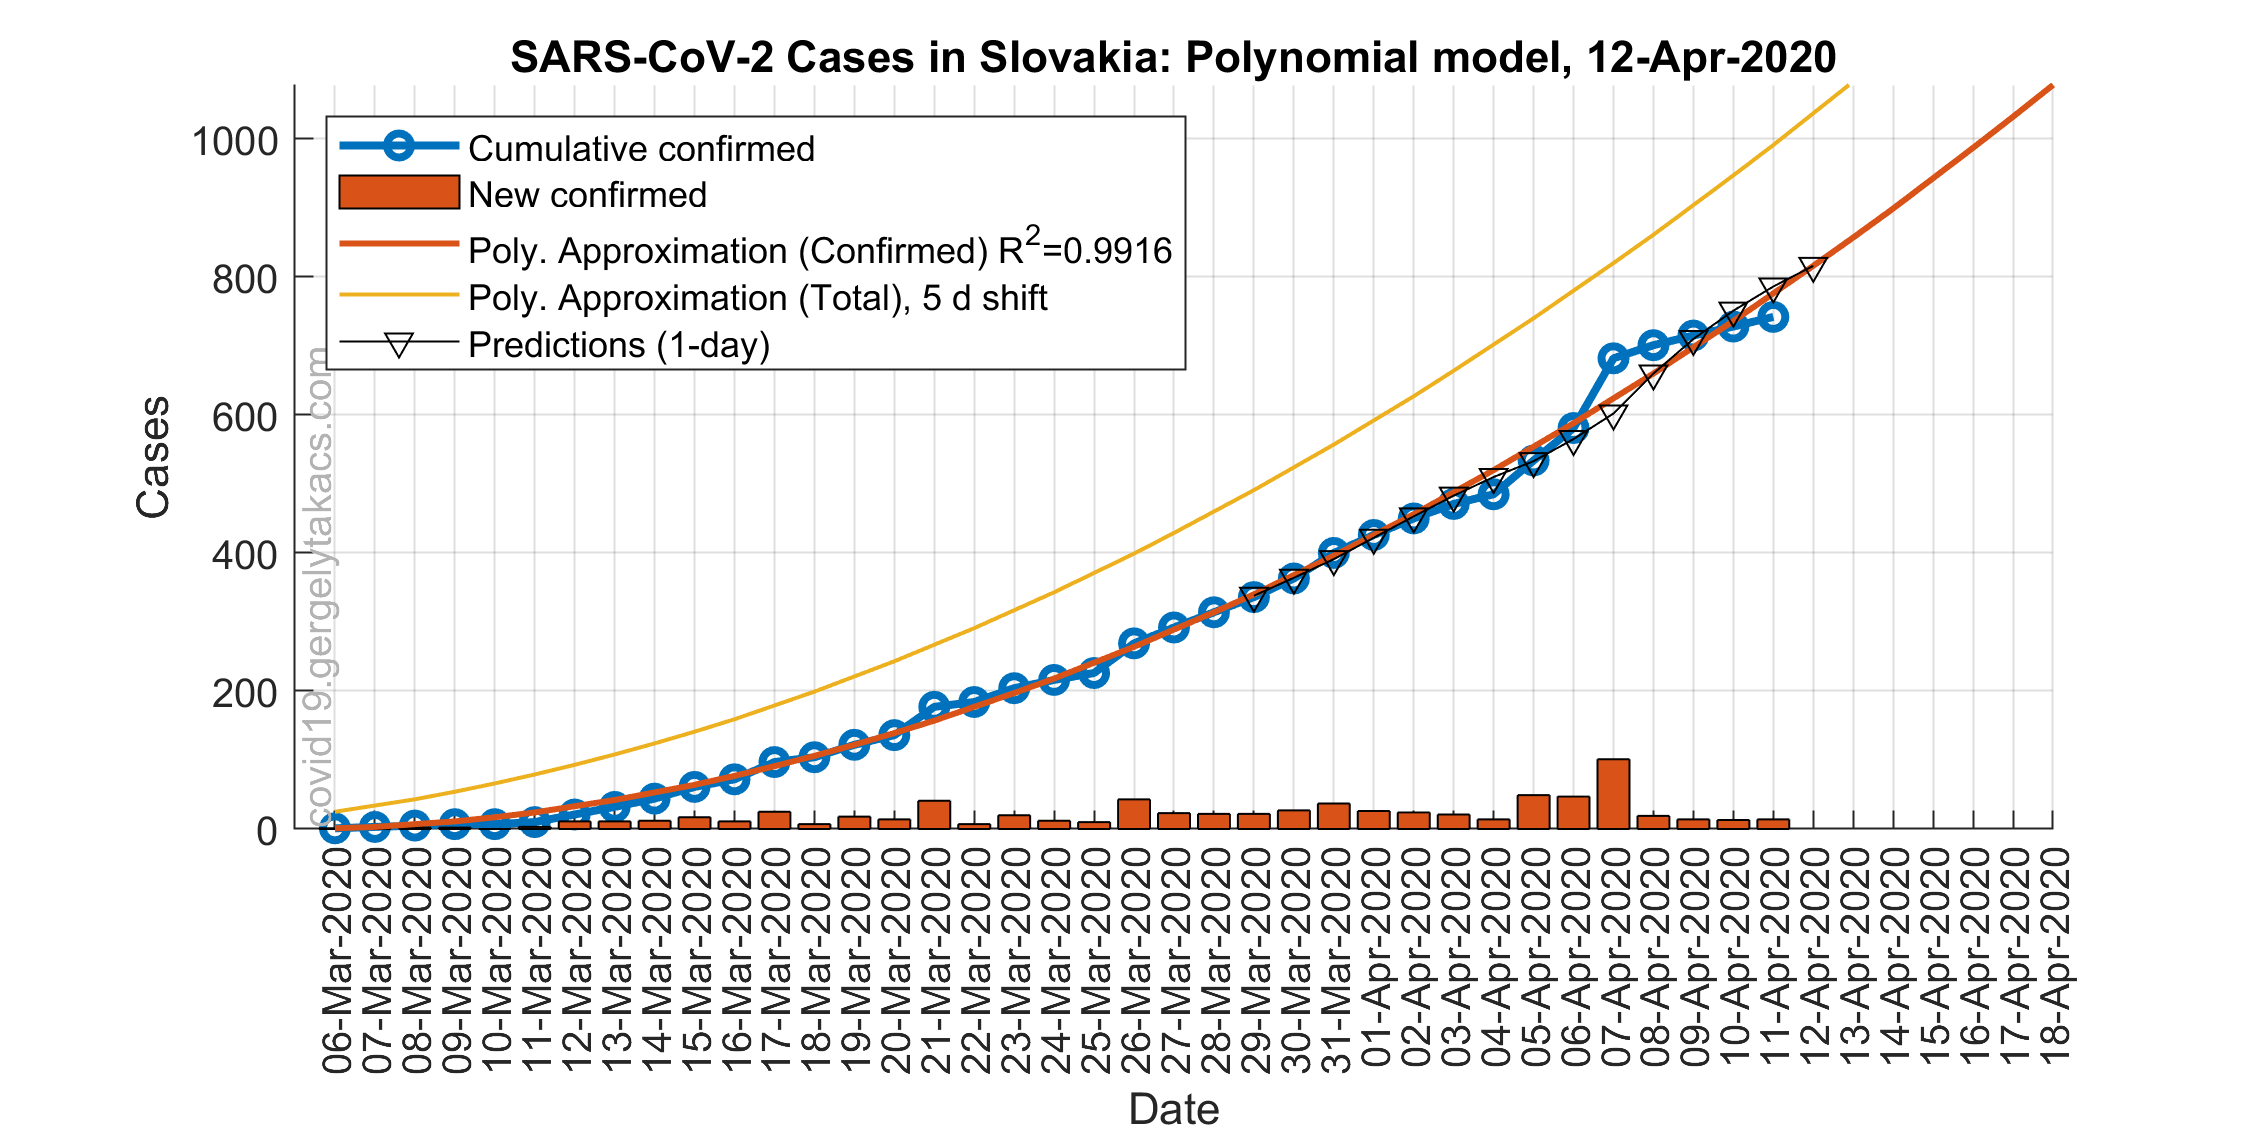 SARS-CoV-2 Cases in Slovakia: Polynomial model, 12-Apr-2020
Cumulative confirmed
New confirmed
Poly. Approximation (Confirmed) R²=0.9916
Poly. Approximation (Total), 5 d shift
Predictions (1-day)
covid19.gergelytakacs.com
Cases
1000
800
600
400
200
0
06-Mar-2020
07-Mar-2020
08-Mar-2020
09-Mar-2020
10-Mar-2020
11-Mar-2020
12-Mar-2020
13-Mar-2020
14-Mar-2020
15-Mar-2020
16-Mar-2020
17-Mar-2020
18-Mar-2020
19-Mar-2020
20-Mar-2020
21-Mar-2020
22-Mar-2020
23-Mar-2020
24-Mar-2020
25-Mar-2020
26-Mar-2020
27-Mar-2020
28-Mar-2020
29-Mar-2020
30-Mar-2020
31-Mar-2020
01-Apr-2020
02-Apr-2020
03-Apr-2020
04-Apr-2020
05-Apr-2020
06-Apr-2020
07-Apr-2020
08-Apr-2020
09-Apr-2020
10-Apr-2020
11-Apr-2020
12-Apr-2020
13-Apr-2020
14-Apr-2020
15-Apr-2020
16-Apr-2020
17-Apr-2020
18-Apr-2020
Date